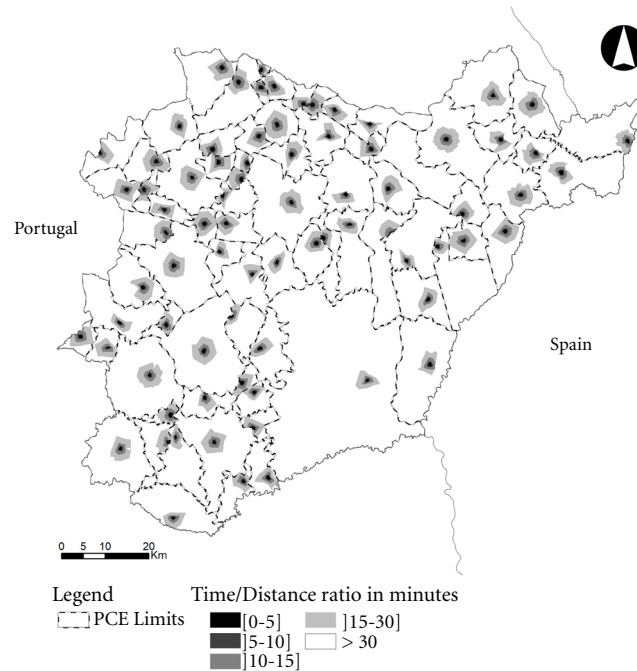 Portugal
Spain
0 5 10 20
Km
Legend
PCE Limits
Time/Distance ratio in minutes
[0-5]
]5-10]
]10-15]
]15-30]
> 30